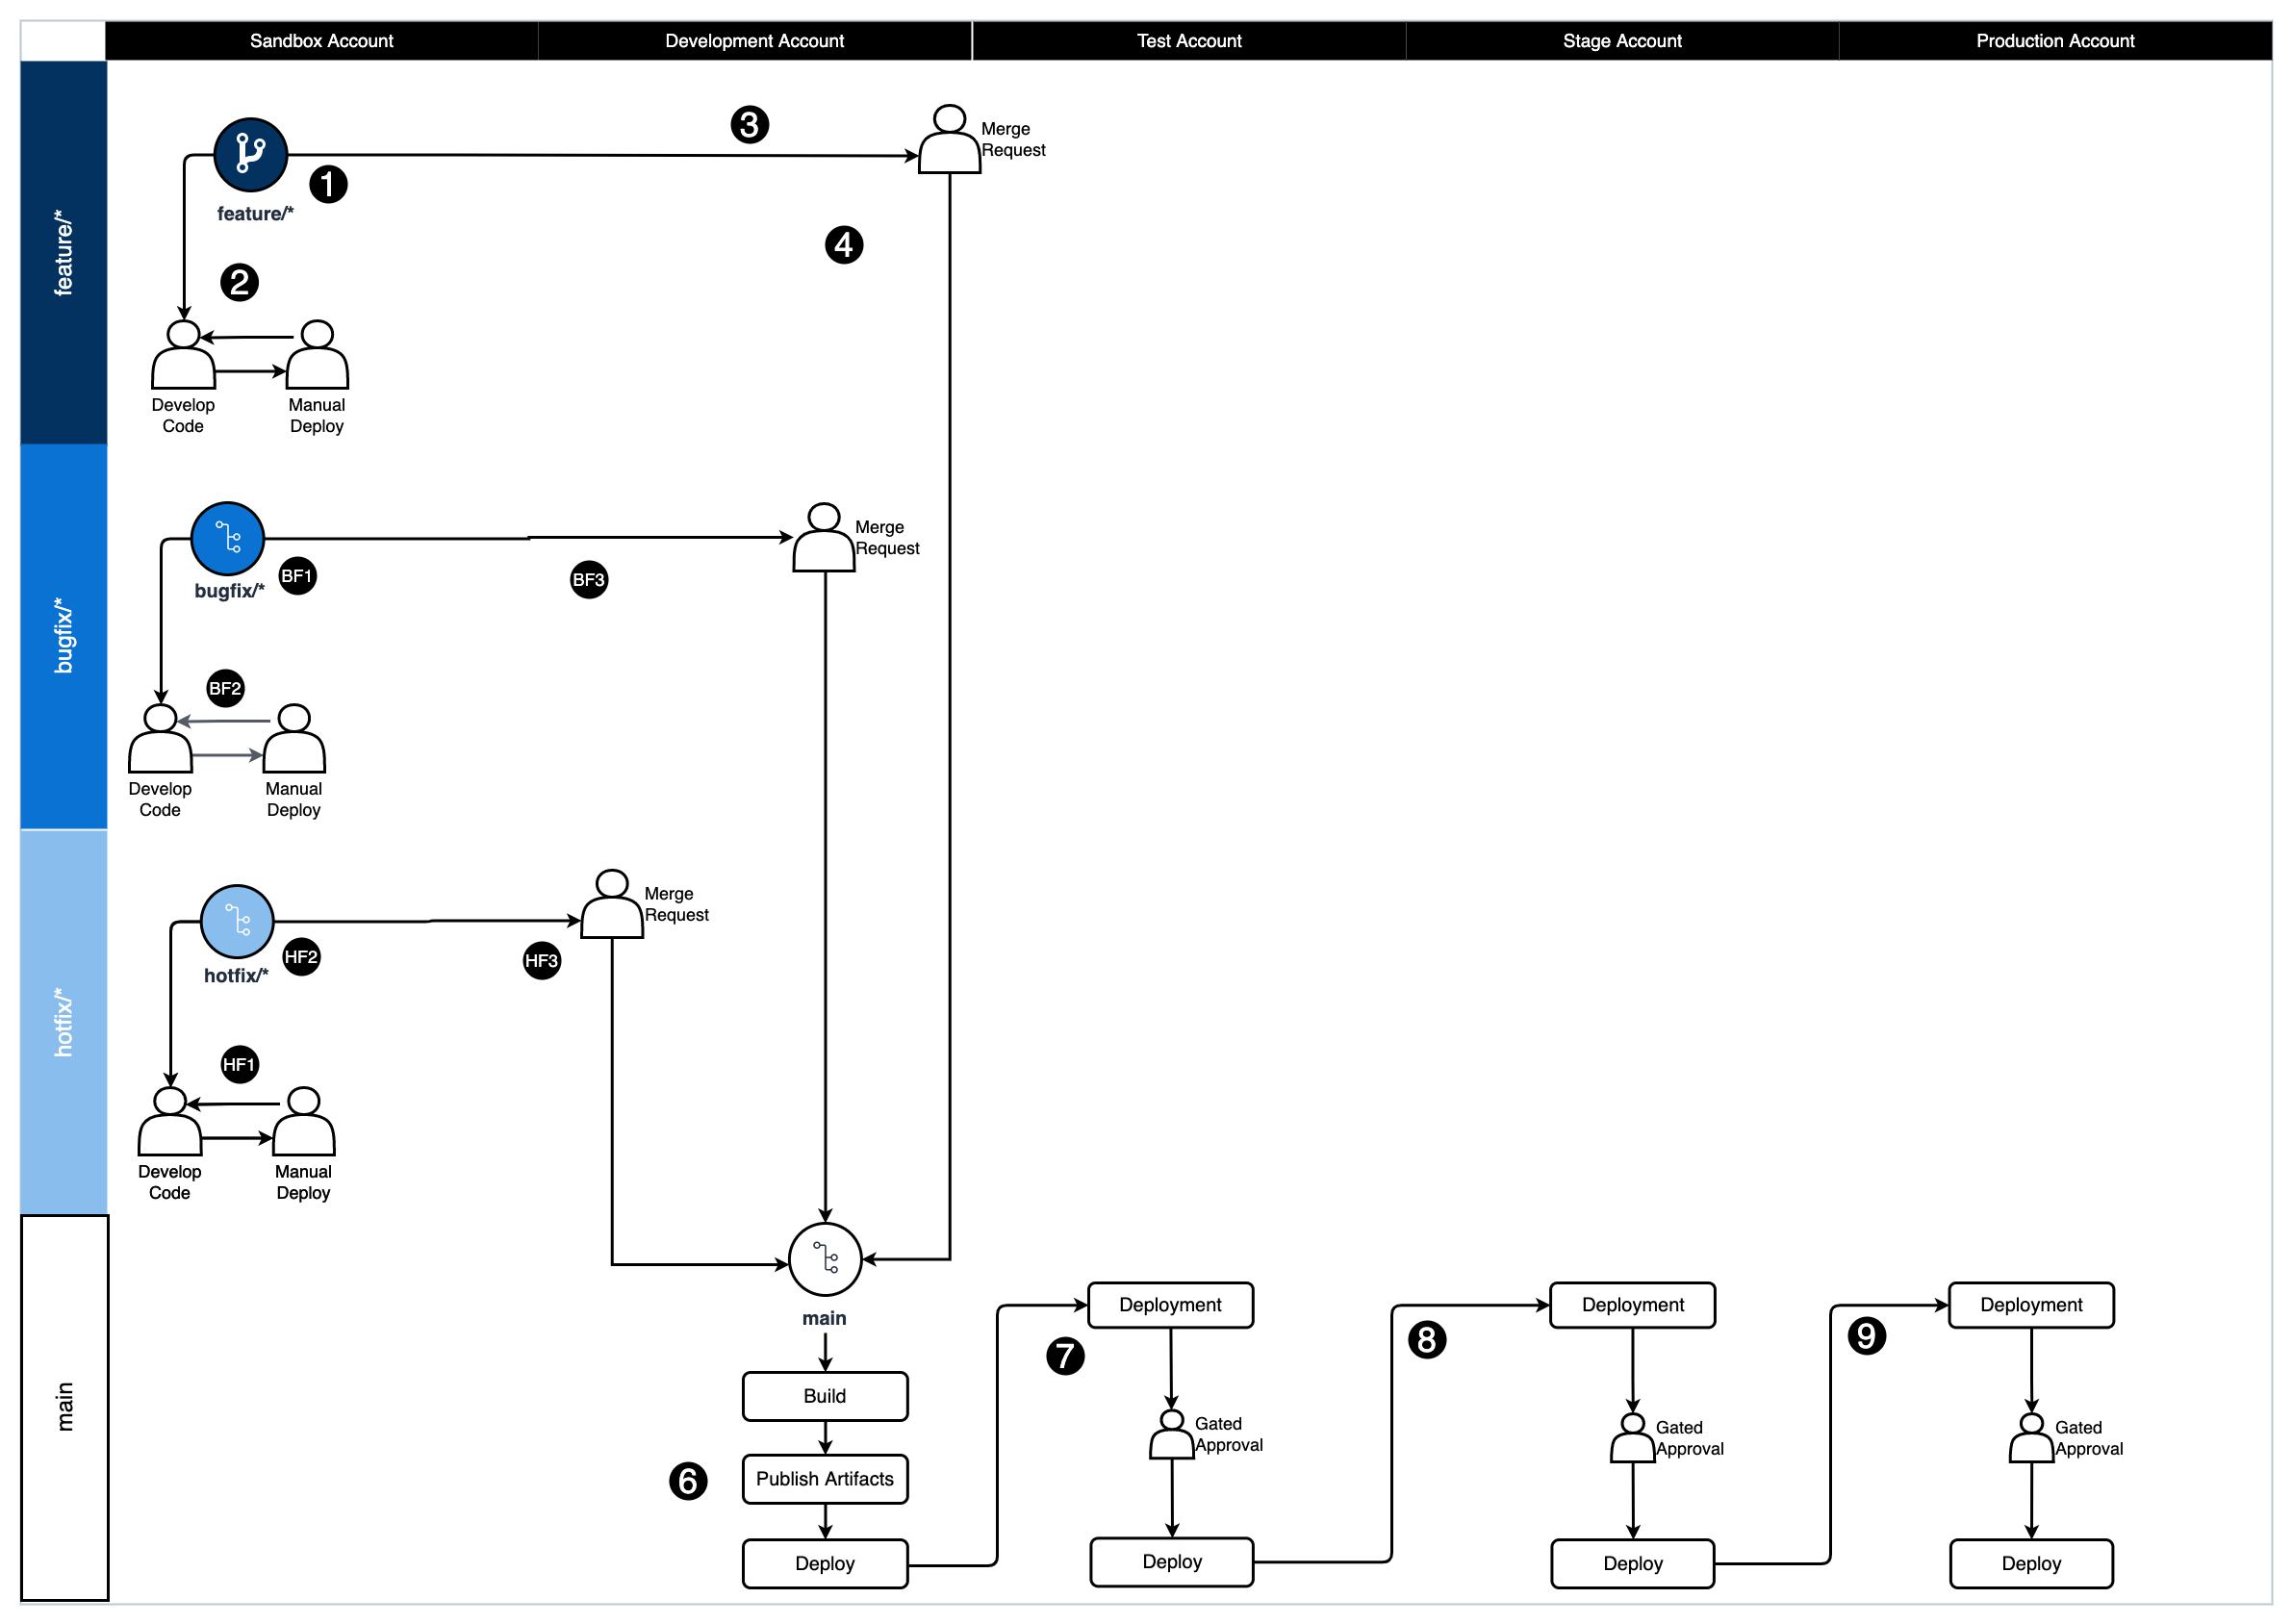 Sandbox Account
Development Account
Test Account
Stage Account
Production Account
feature/*
3
Merge
Request
1
feature/*
4
2
Develop
Code
Manual
Deploy
bugfix/*
Merge
Request
BF1
BF3
bugfix/*
BF2
Develop
Code
Manual
Deploy
hotfix/*
Merge
Request
HF2
HF3
hotfix/*
HF1
Develop
Code
Manual
Deploy
main
main
Build
6
Publish Artifacts
Deploy
Deployment
7
Gated
Approval
Deploy
8
Deployment
Gated
Approval
Deploy
9
Deployment
Gated
Approval
Deploy